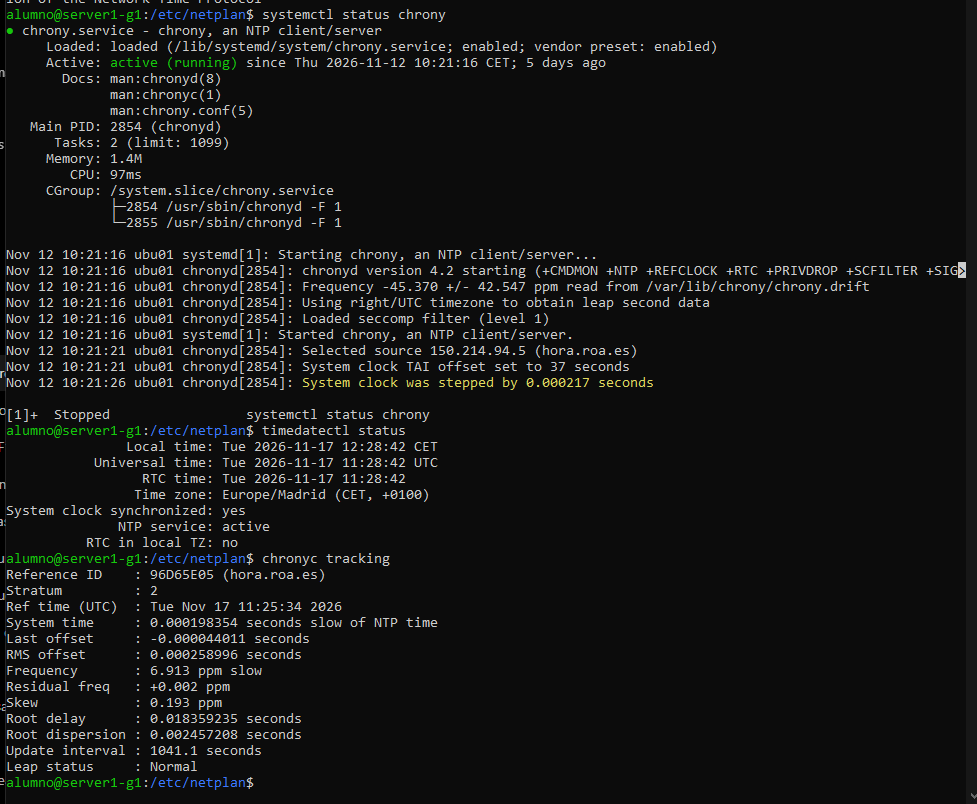 ion of the Network Time Protocol
alumno@server1-g1:/etc/netplan$ systemctl status chrony
● chrony.service - chrony, an NTP client/server
     Loaded: loaded (/lib/systemd/system/chrony.service; enabled; vendor preset: enabled)
     Active: active (running) since Thu 2026-11-12 10:21:16 CET; 5 days ago
       Docs: man:chronyd(8)
             man:chronyc(1)
             man:chrony.conf(5)
   Main PID: 2854 (chronyd)
      Tasks: 2 (limit: 1099)
     Memory: 1.4M
        CPU: 97ms
     CGroup: /system.slice/chrony.service
             ├─2854 /usr/sbin/chronyd -F 1
             └─2855 /usr/sbin/chronyd -F 1

Nov 12 10:21:16 ubu01 systemd[1]: Starting chrony, an NTP client/server...
Nov 12 10:21:16 ubu01 chronyd[2854]: chronyd version 4.2 starting (+CMDMON +NTP +REFCLOCK +RTC +PRIVDROP +SCFILTER +SIG>
Nov 12 10:21:16 ubu01 chronyd[2854]: Frequency -45.370 +/- 42.547 ppm read from /var/lib/chrony/chrony.drift
Nov 12 10:21:16 ubu01 chronyd[2854]: Using right/UTC timezone to obtain leap second data
Nov 12 10:21:16 ubu01 chronyd[2854]: Loaded seccomp filter (level 1)
Nov 12 10:21:16 ubu01 systemd[1]: Started chrony, an NTP client/server.
Nov 12 10:21:21 ubu01 chronyd[2854]: Selected source 150.214.94.5 (hora.roa.es)
Nov 12 10:21:21 ubu01 chronyd[2854]: System clock TAI offset set to 37 seconds
Nov 12 10:21:26 ubu01 chronyd[2854]: System clock was stepped by 0.000217 seconds

[1]+  Stopped                 systemctl status chrony
alumno@server1-g1:/etc/netplan$ timedatectl status
               Local time: Tue 2026-11-17 12:28:42 CET
           Universal time: Tue 2026-11-17 11:28:42 UTC
                 RTC time: Tue 2026-11-17 11:28:42
                Time zone: Europe/Madrid (CET, +0100)
System clock synchronized: yes
              NTP service: active
          RTC in local TZ: no
alumno@server1-g1:/etc/netplan$ chronyc tracking
Reference ID    : 96D65E05 (hora.roa.es)
Stratum         : 2
Ref time (UTC)  : Tue Nov 17 11:25:34 2026
System time     : 0.000198354 seconds slow of NTP time
Last offset     : -0.000044011 seconds
RMS offset      : 0.000258996 seconds
Frequency       : 6.913 ppm slow
Residual freq   : +0.002 ppm
Skew            : 0.193 ppm
Root delay      : 0.018359235 seconds
Root dispersion : 0.002457208 seconds
Update interval : 1041.1 seconds
Leap status     : Normal
alumno@server1-g1:/etc/netplan$